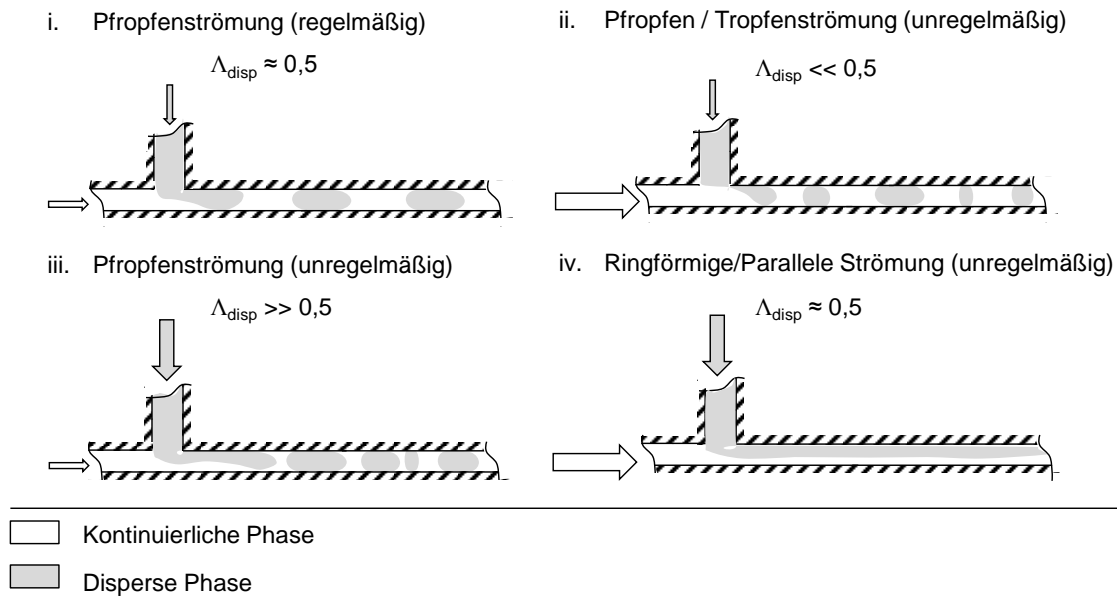 i. Pfropfenströmung (regelmäßig)
Λdisp ≈ 0,5
ii. Pfropfen / Tropfenströmung (unregelmäßig)
Λdisp << 0,5
iii. Pfropfenströmung (unregelmäßig)
Λdisp >> 0,5
iv. Ringförmige/Parallele Strömung (unregelmäßig)
Λdisp ≈ 0,5
Kontinuierliche Phase
Disperse Phase